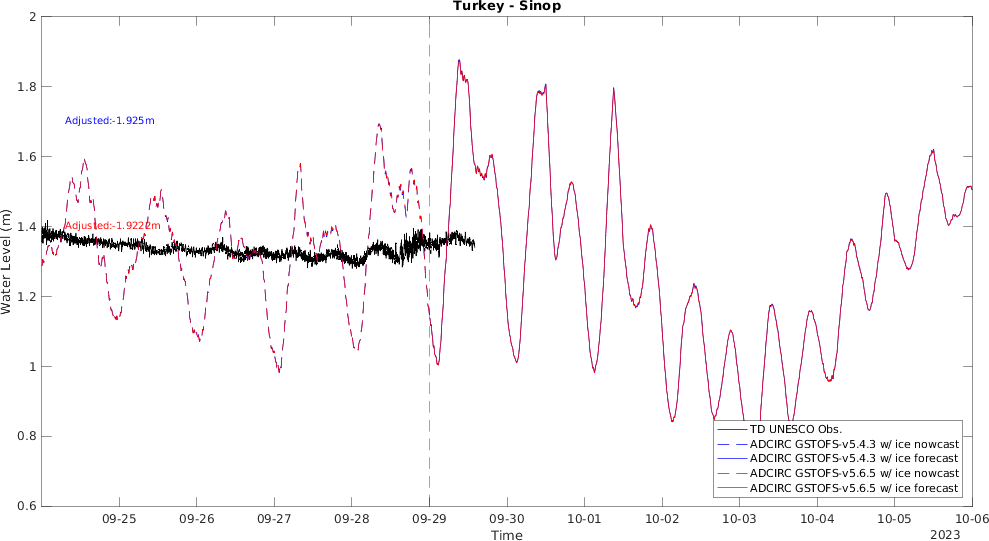 Turkey - Sinop
2
1.8
1.6
1.4
1.2
1
0.8
0.6
Water Level (m)
Adjusted:-1.925m
Adjusted:-1.9222m
TD UNESCO Obs.
ADCIRC GSTOFS-v5.4.3 w/ ice nowcast
ADCIRC GSTOFS-v5.4.3 w/ ice forecast
ADCIRC GSTOFS-v5.6.5 w/ ice nowcast
ADCIRC GSTOFS-v5.6.5 w/ ice forecast
09-25 09-26 09-27 09-28 09-29 09-30 10-01 10-02 10-03 10-04 10-05 10-06
Time
2023